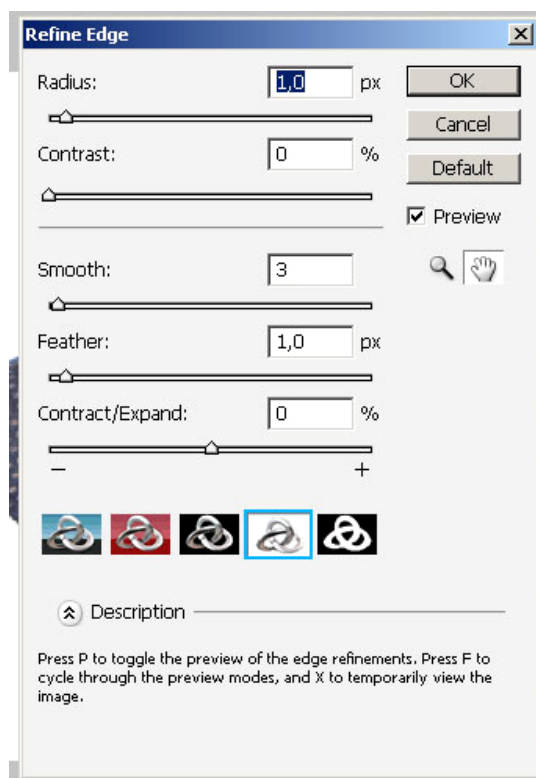 Refine Edge
Radius: 1,0 px
OK
Cancel
Contrast: 0 %
Default
Preview
Smooth: 3
Feather: 1,0 px
Contract/Expand: 0 %
− +
Description
Press P to toggle the preview of the edge refinements. Press F to
cycle through the preview modes, and X to temporarily view the
image.